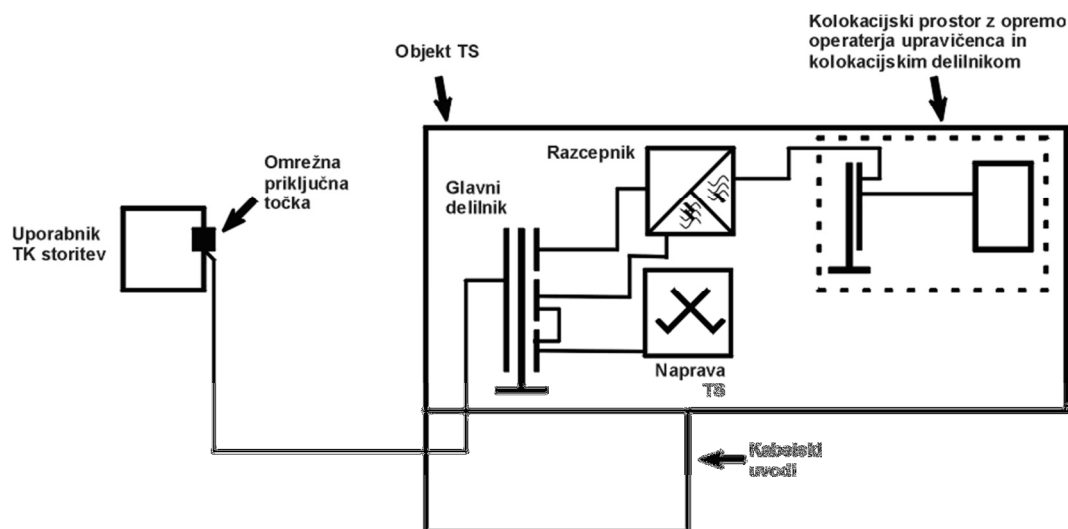 Kolokacijski prostor z opremo
operaterja upravičenca in
kolokacijskim delilnikom
Objekt TS
Razcepnik
Omrežna
priključna
točka
Glavni
delilnik
Uporabnik
TK storitev
Naprava
TS
Kabelski
uvodi